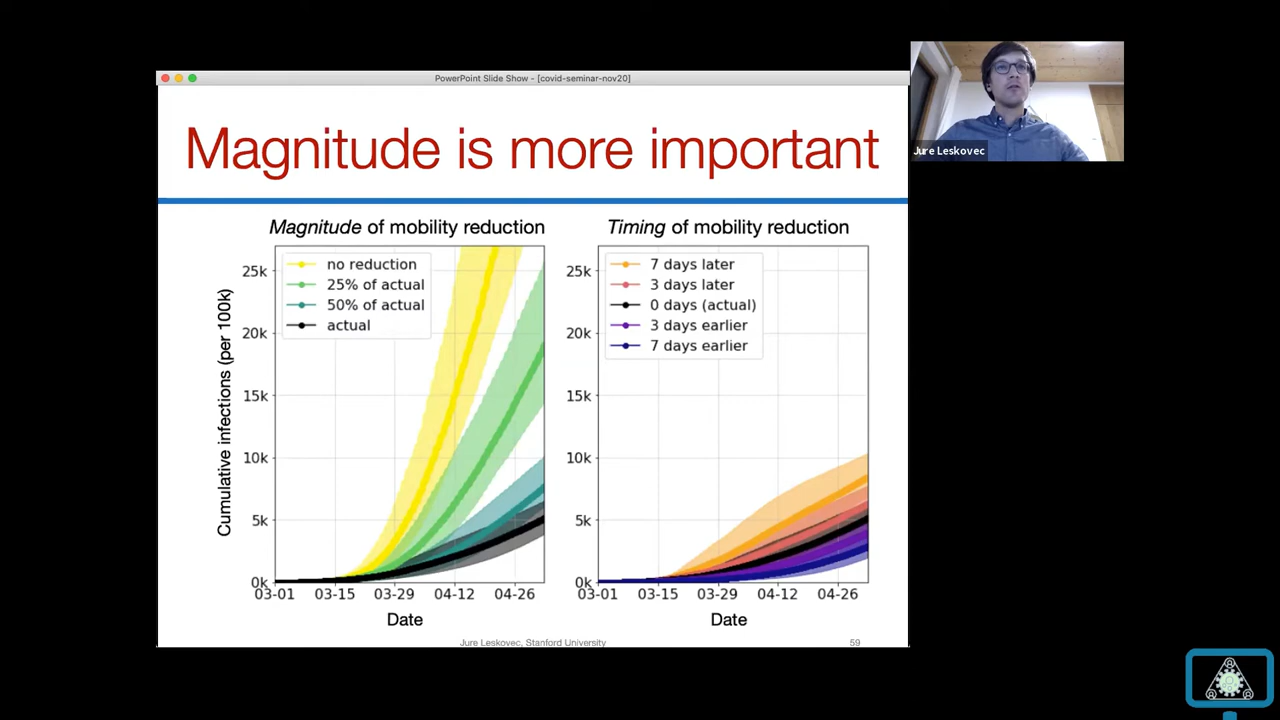 PowerPoint Slide Show - [covid-seminar-nov20]
Jure Leskovec
Magnitude is more important
Magnitude of mobility reduction
no reduction
25% of actual
50% of actual
actual
Cumulative infections (per 100k)
25k
20k
15k
10k
5k
0k
03-01 03-15 03-29 04-12 04-26
Date
Timing of mobility reduction
7 days later
3 days later
0 days (actual)
3 days earlier
7 days earlier
25k
20k
15k
10k
5k
0k
03-01 03-15 03-29 04-12 04-26
Date
Jure Leskovec, Stanford University
59